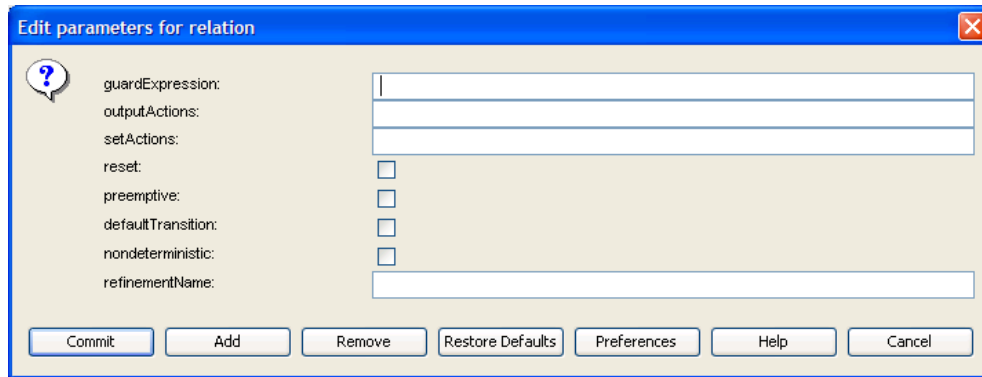 Edit parameters for relation
guardExpression:
outputActions:
setActions:
reset:
preemptive:
defaultTransition:
nondeterministic:
refinementName:
Commit Add Remove Restore Defaults Preferences Help Cancel